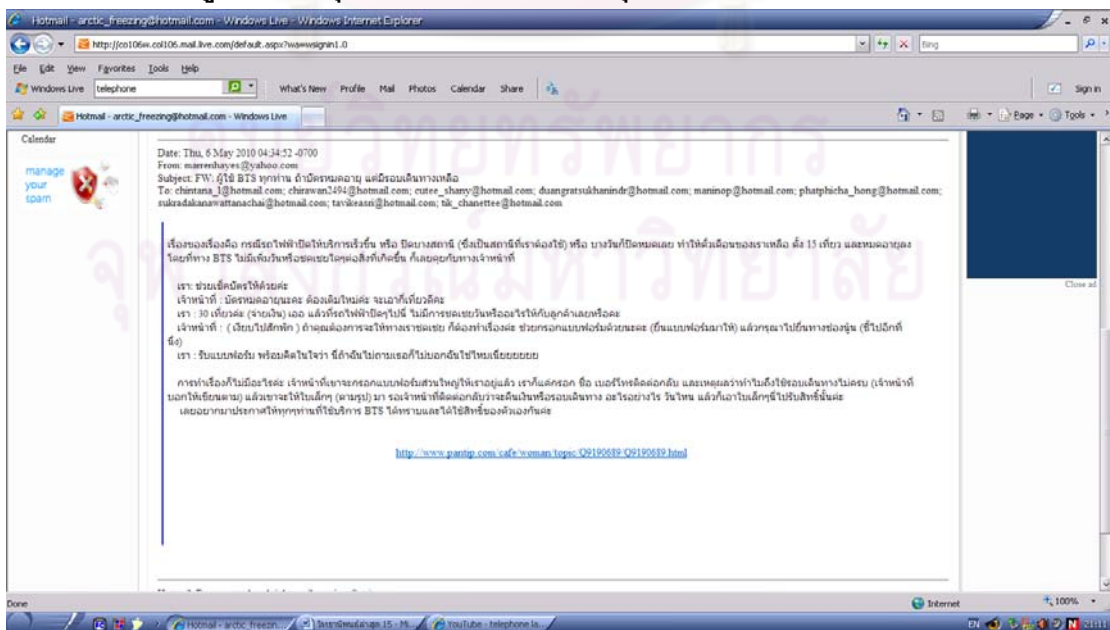 Hotmail - arctic_freezing@hotmail.com - Windows Live - Windows Internet Explorer
http://co106w.col106.mail.live.com/default.aspx?wa=wsignin1.0
Bing
File Edit View Favorites Tools Help
Windows Live telephone What's New Profile Mail Photos Calendar Share Sign in
Hotmail - arctic_freezing@hotmail.com - Windows Live Page Tools
Calendar
manage
your
spam
Date: Thu, 6 May 2010 04:34:52 -0700
From: marrenhayes@yahoo.com
Subject: FW: ผู้ใช้ BTS ทุกท่าน ถ้าบัตรหมดอายุ แต่มีรอบเดินทางเหลือ
To: chintana_1@hotmail.com; chirawan2494@hotmail.com; cutee_shany@hotmail.com; duangratsukhanindr@hotmail.com; maninop@hotmail.com; phatphicha_hong@hotmail.com;
sukradakanawattanachai@hotmail.com; tavikeasri@hotmail.com; tik_chanettee@hotmail.com
เรื่องของเรื่องคือ กรณีรถไฟฟ้าปิดให้บริการเร็วขึ้น หรือ ปิดบางสถานี (ซึ่งเป็นสถานีที่เราต้องใช้) หรือ บางวันก็ปิดหมดเลย ทำให้ตั๋วเดือนของเราเหลือ ตั้ง 15 เที่ยว และหมดอายุลง
โดยที่ทาง BTS ไม่มีเพิ่มวันหรือชดเชยใดๆต่อสิ่งที่เกิดขึ้น ก็เลยคุยกับทางเจ้าหน้าที่
เรา: ช่วยเช็คบัตรให้ด้วยค่ะ
เจ้าหน้าที่ : บัตรหมดอายุนะคะ ต้องเติมใหม่ค่ะ จะเอากี่เที่ยวดีคะ
เรา : 30 เที่ยวค่ะ (จ่ายเงิน) เออ แล้วที่รถไฟฟ้าปิดๆไปนี่ ไม่มีการชดเชยวันหรืออะไรให้กับลูกค้าเลยหรือคะ
เจ้าหน้าที่ : ( เงียบไปสักพัก ) ถ้าคุณต้องการจะให้ทางเราชดเชย ก็ต้องทำเรื่องค่ะ ช่วยกรอกแบบฟอร์มด้วยนะคะ (ยื่นแบบฟอร์มมาให้) แล้วกรุณาไปยื่นทางช่องนู้น (ชี้ไปอีกที่
นึง)
เรา : รับแบบฟอร์ม พร้อมคิดในใจว่า นี่ถ้าฉันไม่ถามเธอก็ไม่บอกฉันใช่ไหมเนี่ยยยยยย
การทำเรื่องก็ไม่มีอะไรค่ะ เจ้าหน้าที่เขาจะกรอกแบบฟอร์มส่วนใหญ่ให้เราอยู่แล้ว เราก็แค่กรอก ชื่อ เบอร์โทรติดต่อกลับ และเหตุผลว่าทำไมถึงใช้รอบเดินทางไม่ครบ (เจ้าหน้าที่
บอกให้เขียนตาม) แล้วเขาจะให้ใบเล็กๆ (ตามรูป) มา รอเจ้าหน้าที่ติดต่อกลับว่าจะคืนเงินหรือรอบเดินทาง อะไรอย่างไร วันไหน แล้วก็เอาใบเล็กๆนี้ไปรับสิทธิ์นั้นค่ะ
เลยอยากมาประกาศให้ทุกๆท่านที่ใช้บริการ BTS ได้ทราบและได้ใช้สิทธิ์ของตัวเองกันค่ะ
http://www.pantip.com/cafe/woman/topic/Q9190689/Q9190689.html
Close ad
จุฬาลงกรณ์มหาวิทยาลัย
Done Internet 100%
Hotmail - arctic_freezin... YouTube - telephone la... EN 21:11